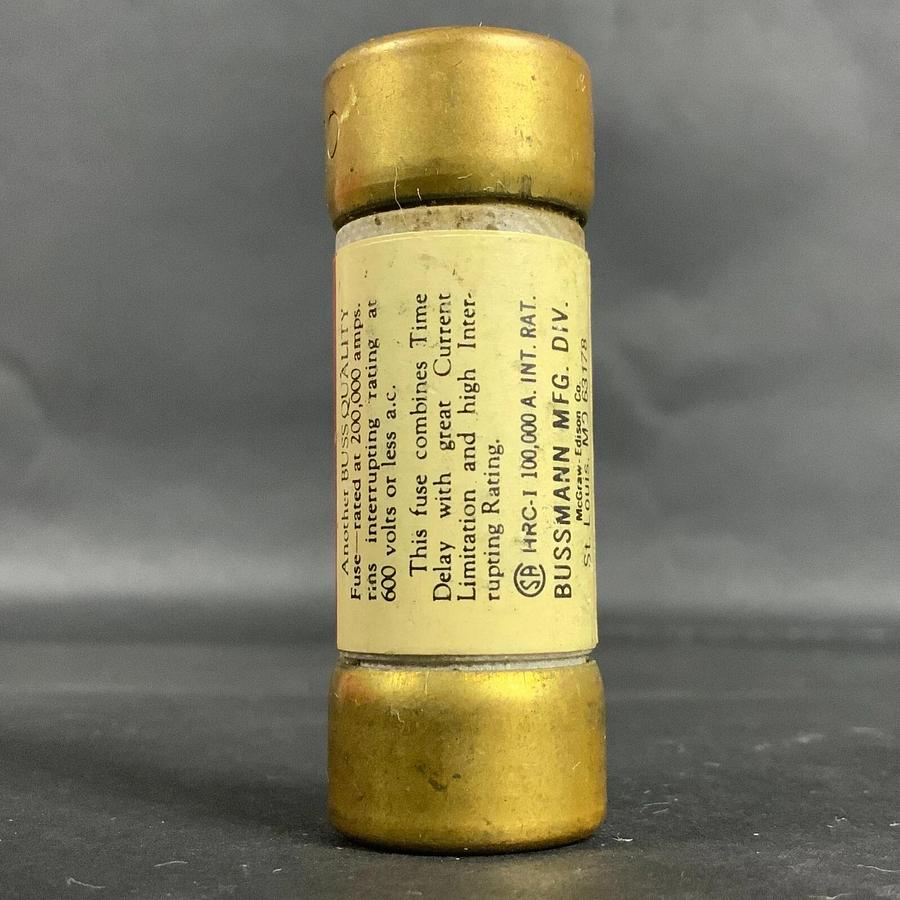 Another BUSS QUALITY
Fuse—rated at 200,000 amps.
rms interrupting rating at
600 volts or less a.c.
This fuse combines Time
Delay with great Current
Limitation and high Inter-
rupting Rating.
SA HRC-I 100,000 A. INT. RAT.
BUSSMANN MFG. DIV.
McGraw-Edison Co.
St. Louis, MO 63178